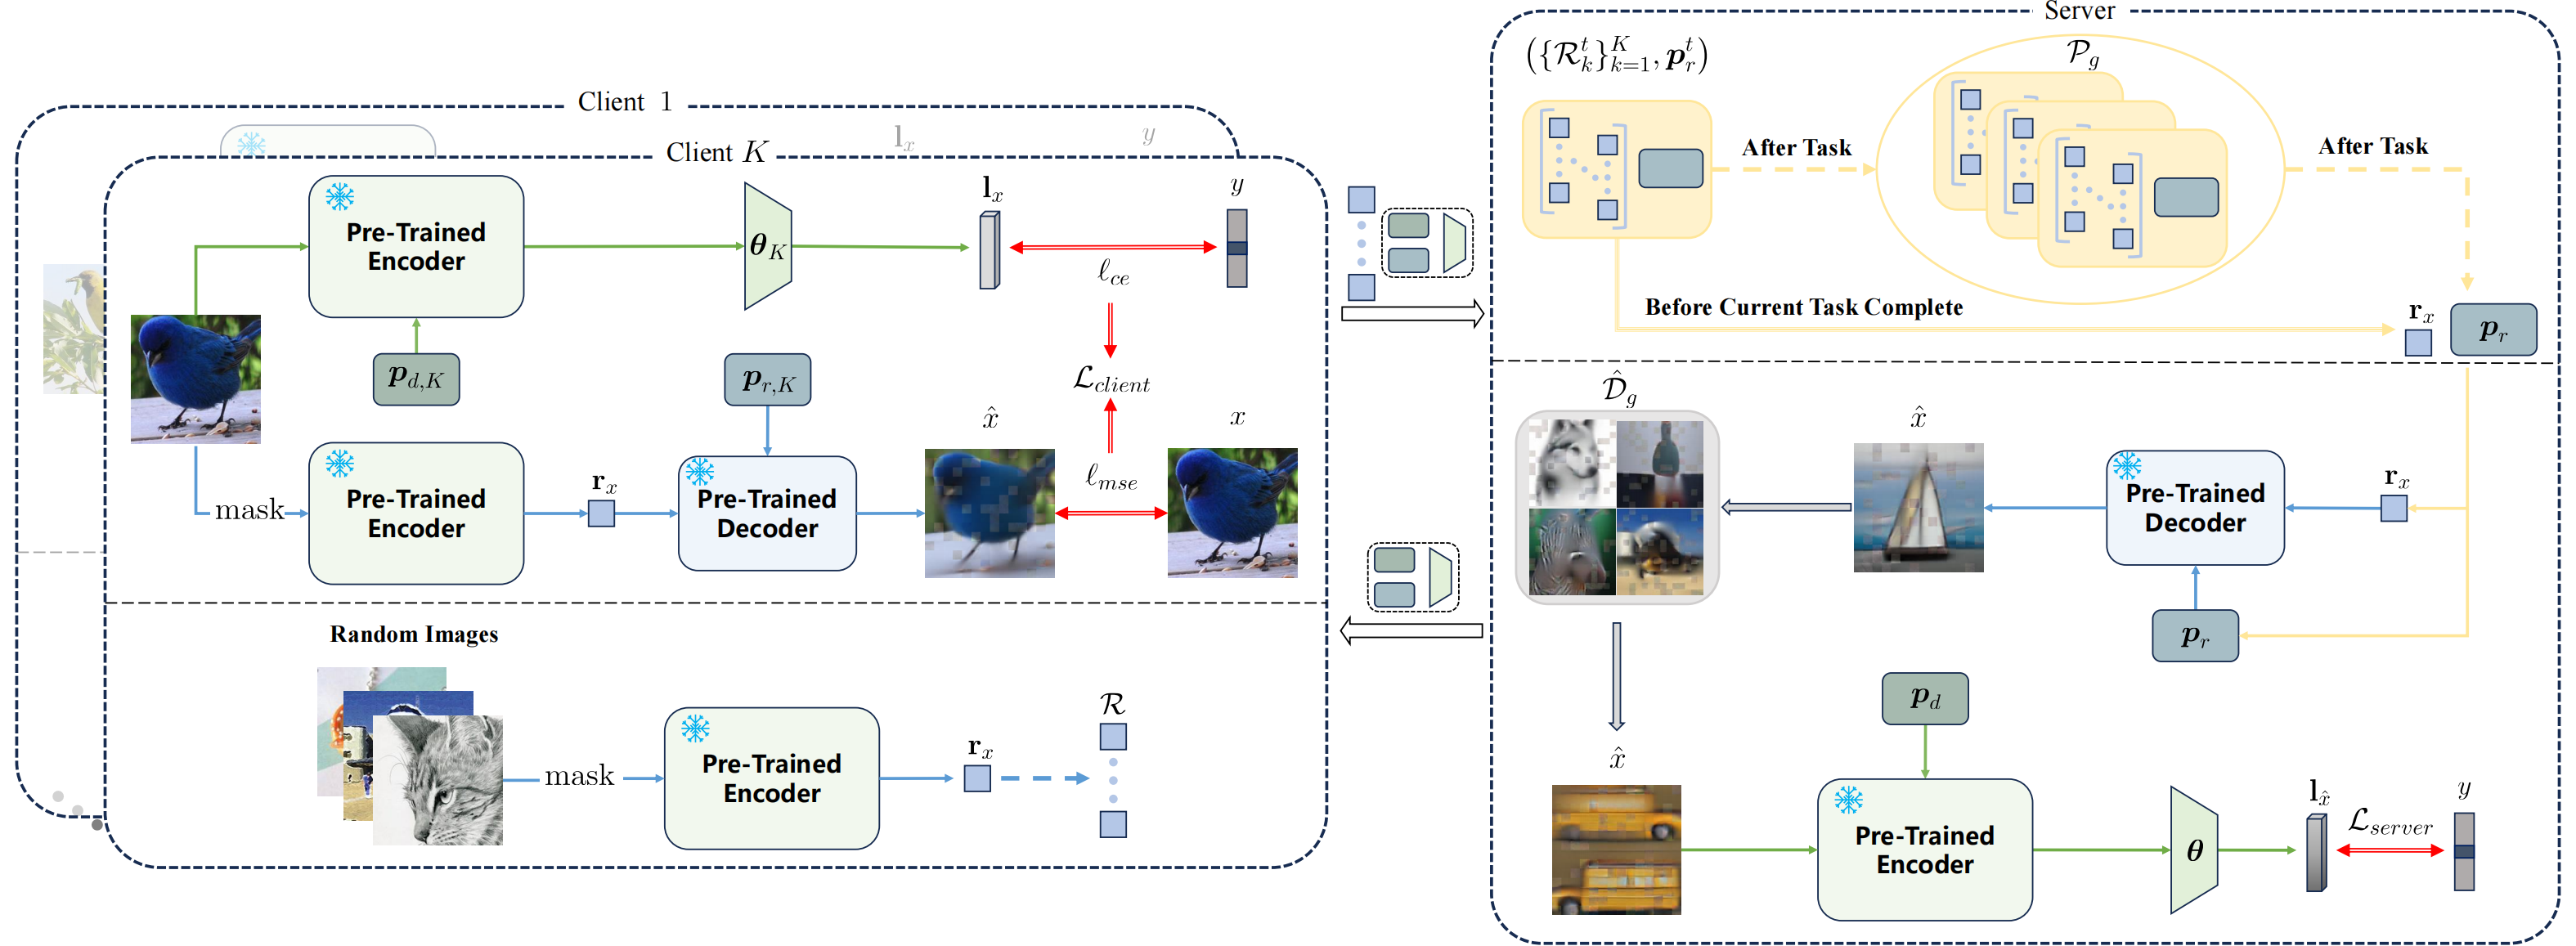 Client 1
$\mathbf{l}_x$
$y$
Client $K$
Pre-Trained
Encoder
$\boldsymbol{\theta}_K$
$\mathbf{l}_x$
$y$
$\ell_{ce}$
$\boldsymbol{p}_{d,K}$
$\boldsymbol{p}_{r,K}$
$\mathcal{L}_{client}$
mask
Pre-Trained
Encoder
$\mathbf{r}_x$
Pre-Trained
Decoder
$\hat{x}$
$\ell_{mse}$
$x$
Random Images
mask
Pre-Trained
Encoder
$\mathbf{r}_x$
$\mathcal{R}$
Server
$(\{\mathcal{R}_k^t\}_{k=1}^K, \boldsymbol{p}_r^t)$
After Task
$\mathcal{P}_g$
After Task
Before Current Task Complete
$\mathbf{r}_x$
$\boldsymbol{p}_r$
$\hat{\mathcal{D}}_g$
$\hat{x}$
Pre-Trained
Decoder
$\mathbf{r}_x$
$\boldsymbol{p}_r$
$\boldsymbol{p}_d$
$\hat{x}$
Pre-Trained
Encoder
$\boldsymbol{\theta}$
$\mathbf{l}_{\hat{x}}$
$\mathcal{L}_{server}$
$y$